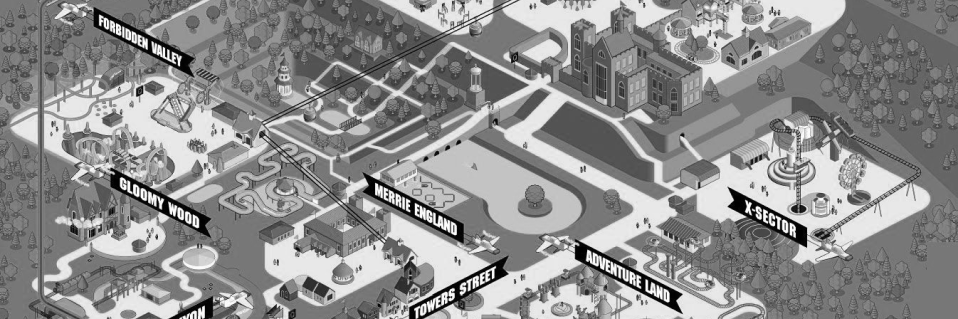 FORBIDDEN VALLEY
GLOOMY WOOD
MERRIE ENGLAND
X-SECTOR
ADVENTURE LAND
TOWERS STREET